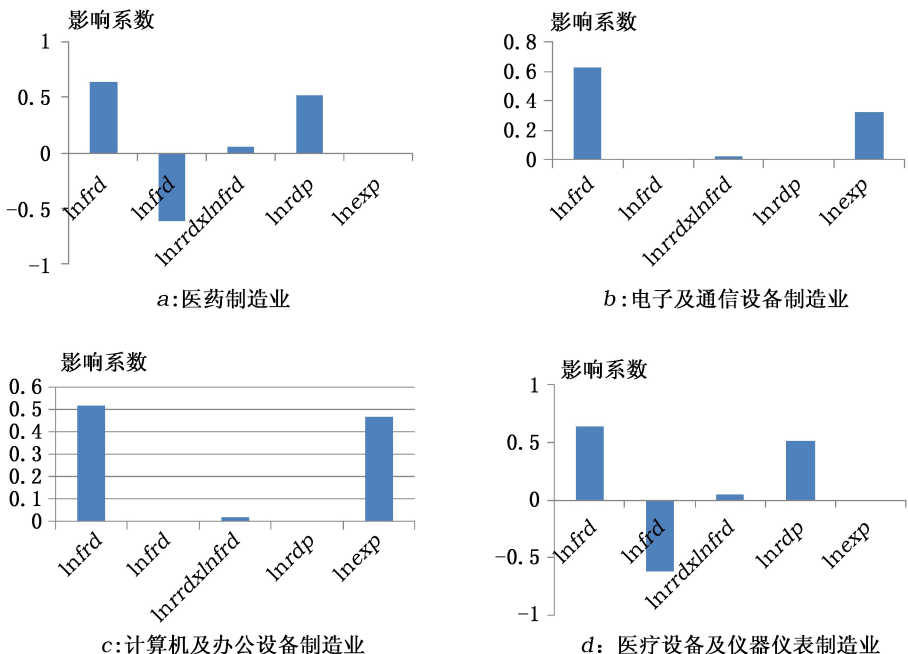 影响系数
1
0.5
0
-0.5
-1
lnfrd
lnfrd
lnrrdxlnfrd
lnrdp
lnexp
a:医药制造业
影响系数
0.8
0.6
0.4
0.2
0
lnfrd
lnfrd
lnrrdxlnfrd
lnrdp
lnexp
b:电子及通信设备制造业
影响系数
0.6
0.5
0.4
0.3
0.2
0.1
0
lnfrd
lnfrd
lnrrdxlnfrd
lnrdp
lnexp
c:计算机及办公设备制造业
影响系数
1
0.5
0
-0.5
-1
lnfrd
lnfrd
lnrrdxlnfrd
lnrdp
lnexp
d: 医疗设备及仪器仪表制造业